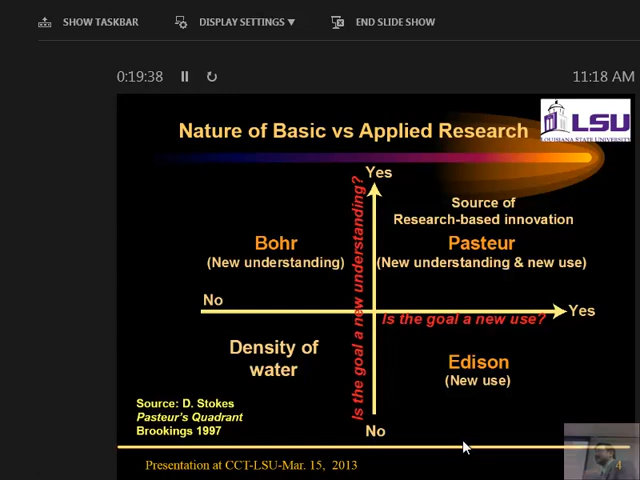 SHOW TASKBAR
DISPLAY SETTINGS ▼
END SLIDE SHOW
0:19:38
11:18 AM
Nature of Basic vs Applied Research
LSU
LOUISIANA STATE UNIVERSITY
Yes
Source of
Research-based innovation
Bohr
(New understanding)
Pasteur
(New understanding & new use)
Is the goal a new understanding?
No
Yes
Is the goal a new use?
Density of
water
Edison
(New use)
Source: D. Stokes
Pasteur's Quadrant
Brookings 1997
No
Presentation at CCT-LSU-Mar. 15, 2013
4